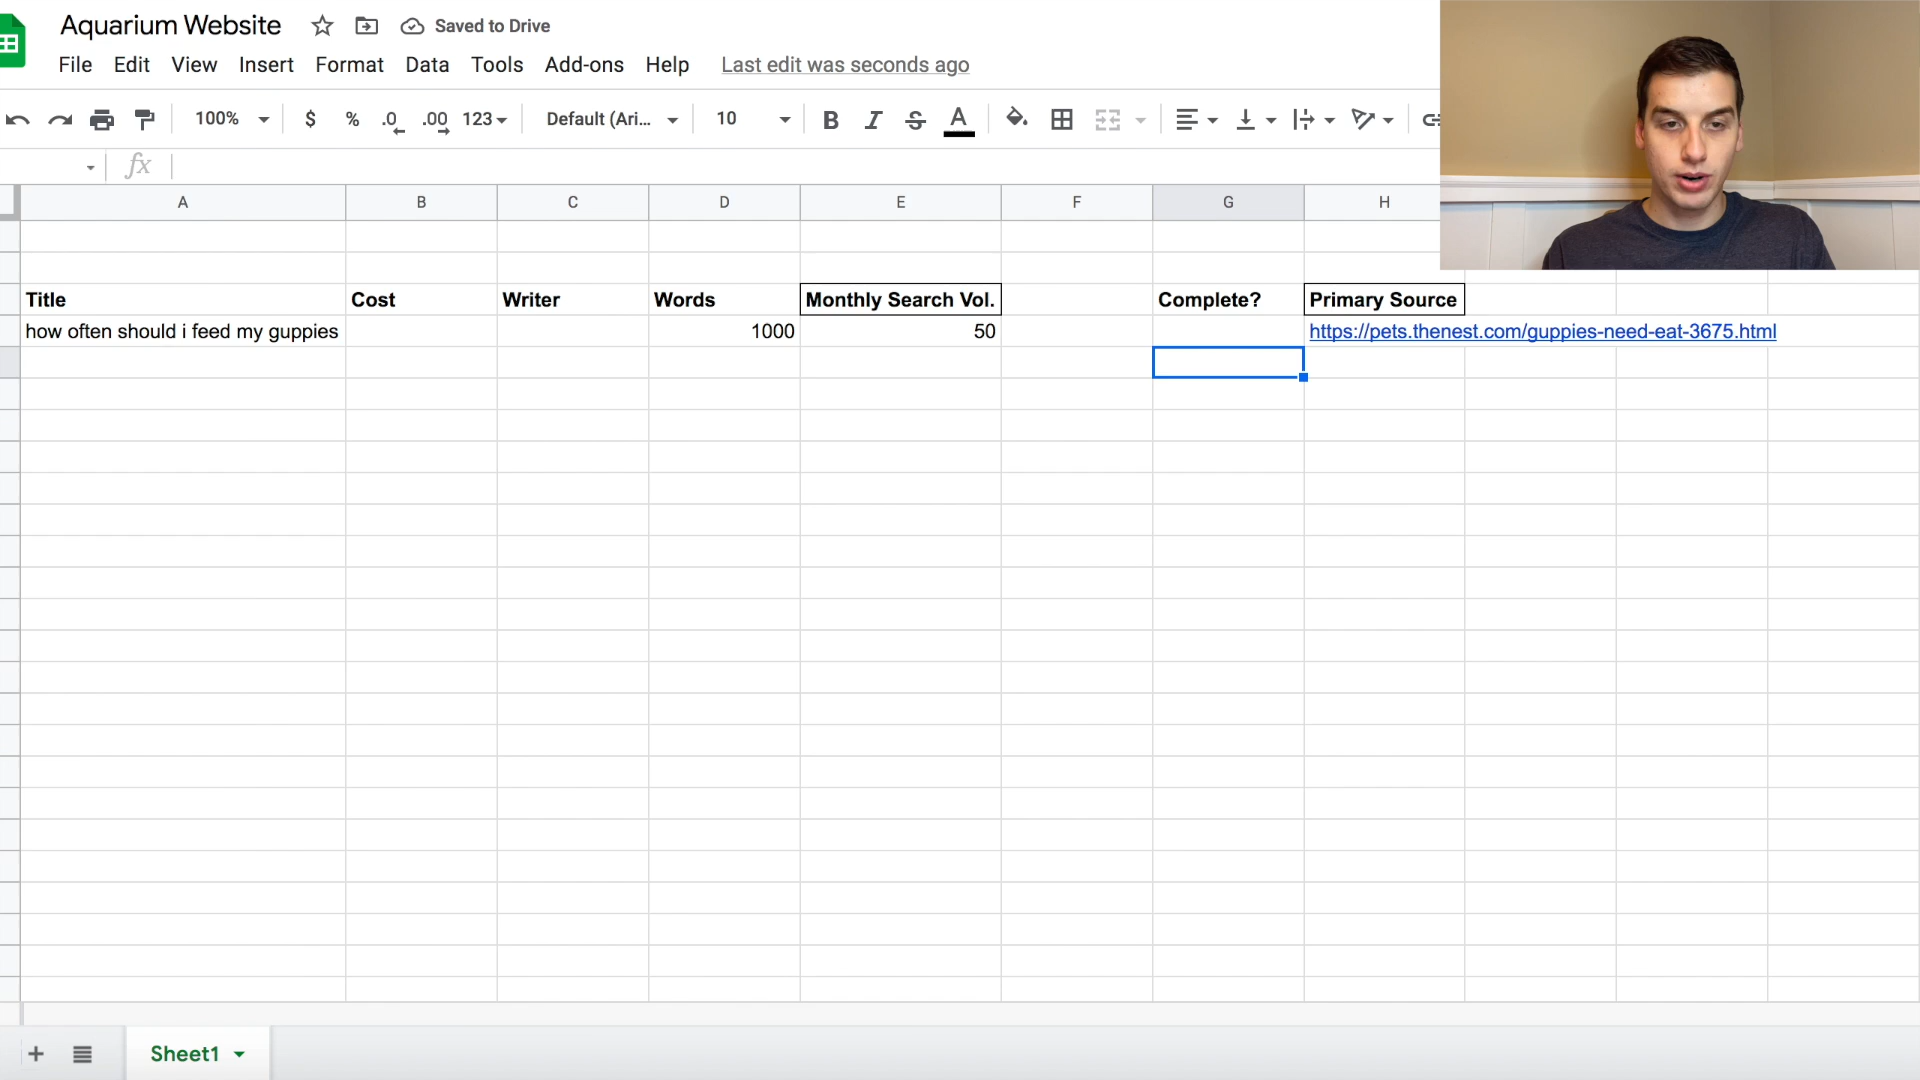 Aquarium Website Saved to Drive
File Edit View Insert Format Data Tools Add-ons Help Last edit was seconds ago
100% $ % .0 .00 123 Default (Ari... 10 B I S A
fx
A B C D E F G H
Title Cost Writer Words Monthly Search Vol. Complete? Primary Source
how often should i feed my guppies 1000 50 https://pets.thenest.com/guppies-need-eat-3675.html
Sheet1